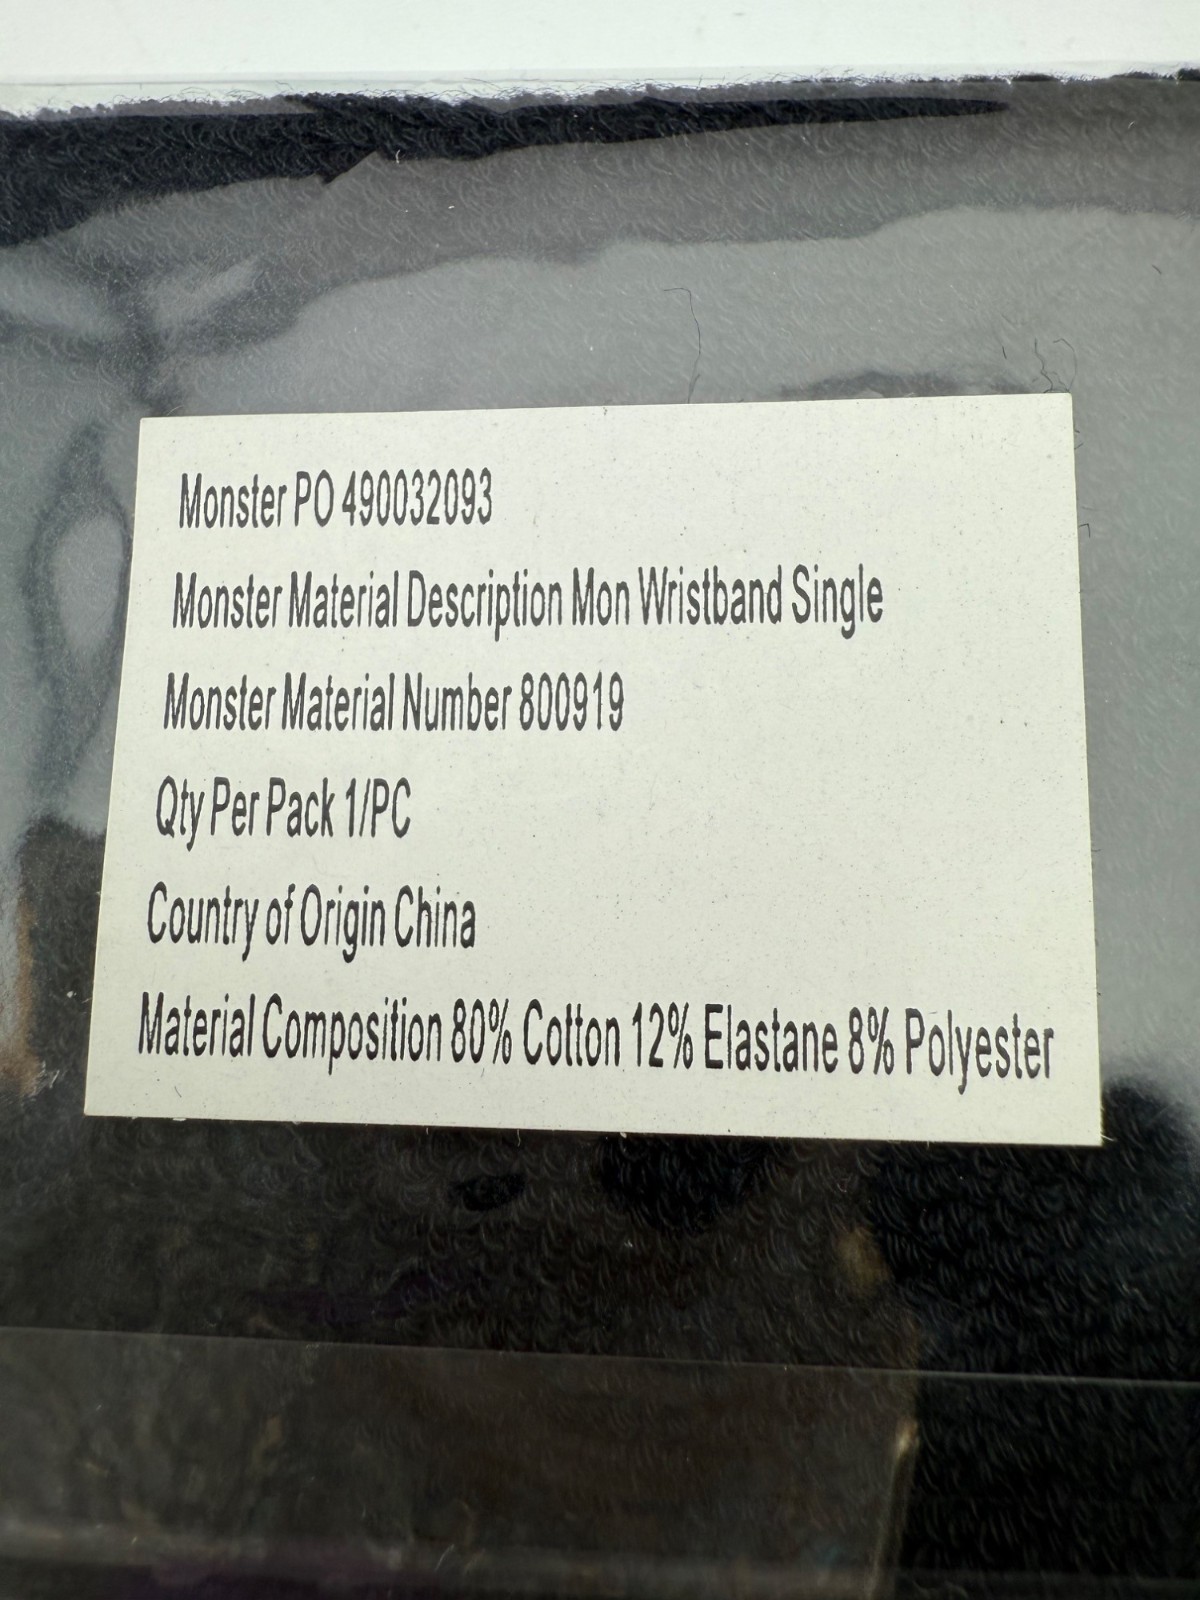 Monster PO 490032093
Monster Material Description Mon Wristband Single
Monster Material Number 800919
Qty Per Pack 1/PC
Country of Origin China
Material Composition 80% Cotton 12% Elastane 8% Polyester